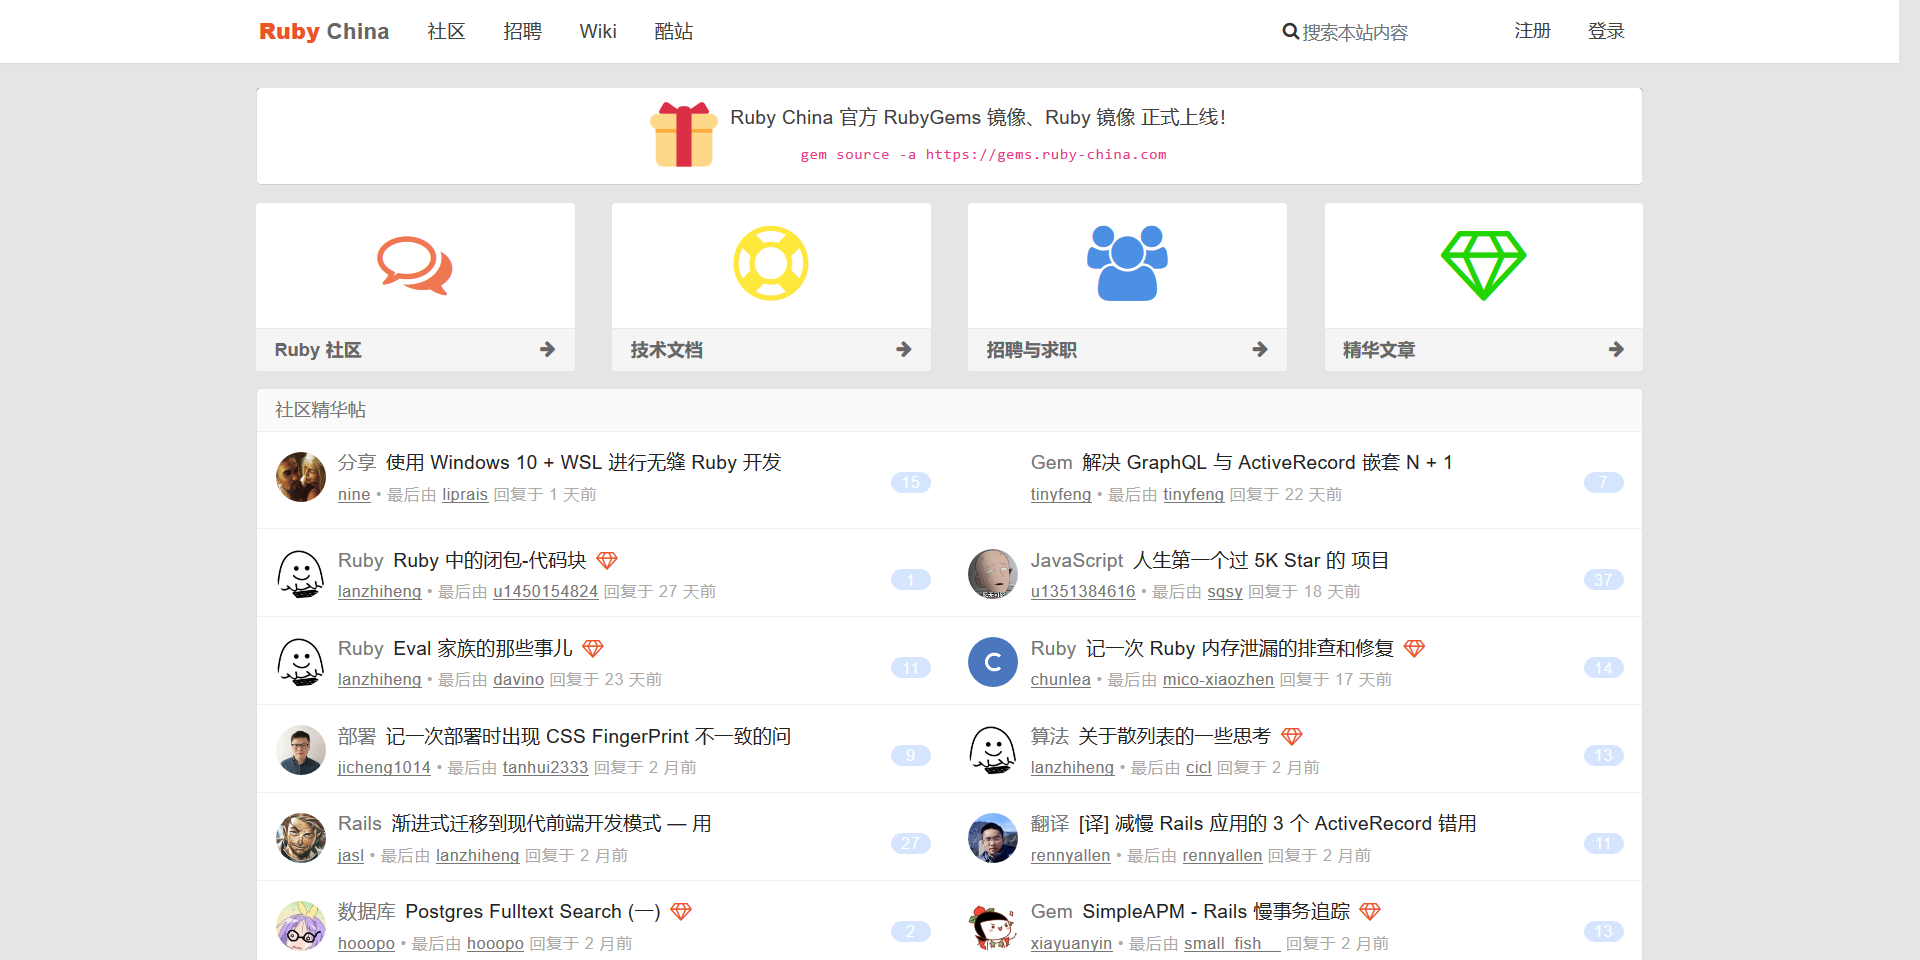 Ruby China 社区 招聘 Wiki 酷站 搜索本站内容 注册 登录
Ruby China 官方 RubyGems 镜像、Ruby 镜像 正式上线！
gem source -a https://gems.ruby-china.com
Ruby 社区
技术文档
招聘与求职
精华文章
社区精华帖
分享 使用 Windows 10 + WSL 进行无缝 Ruby 开发
nine • 最后由 liprais 回复于 1 天前
15
Gem 解决 GraphQL 与 ActiveRecord 嵌套 N + 1
tinyfeng • 最后由 tinyfeng 回复于 22 天前
7
Ruby Ruby 中的闭包-代码块
lanzhiheng • 最后由 u1450154824 回复于 27 天前
1
JavaScript 人生第一个过 5K Star 的 项目
u1351384616 • 最后由 sqsy 回复于 18 天前
37
Ruby Eval 家族的那些事儿
lanzhiheng • 最后由 davino 回复于 23 天前
11
C
Ruby 记一次 Ruby 内存泄漏的排查和修复
chunlea • 最后由 mico-xiaozhen 回复于 17 天前
14
部署 记一次部署时出现 CSS FingerPrint 不一致的问
jicheng1014 • 最后由 tanhui2333 回复于 2 月前
9
算法 关于散列表的一些思考
lanzhiheng • 最后由 cicl 回复于 2 月前
13
Rails 渐进式迁移到现代前端开发模式 — 用
jasl • 最后由 lanzhiheng 回复于 2 月前
27
翻译 [译] 减慢 Rails 应用的 3 个 ActiveRecord 错用
rennyallen • 最后由 rennyallen 回复于 2 月前
11
数据库 Postgres Fulltext Search (一)
hooopo • 最后由 hooopo 回复于 2 月前
2
Gem SimpleAPM - Rails 慢事务追踪
xiayuanyin • 最后由 small_fish__ 回复于 2 月前
13